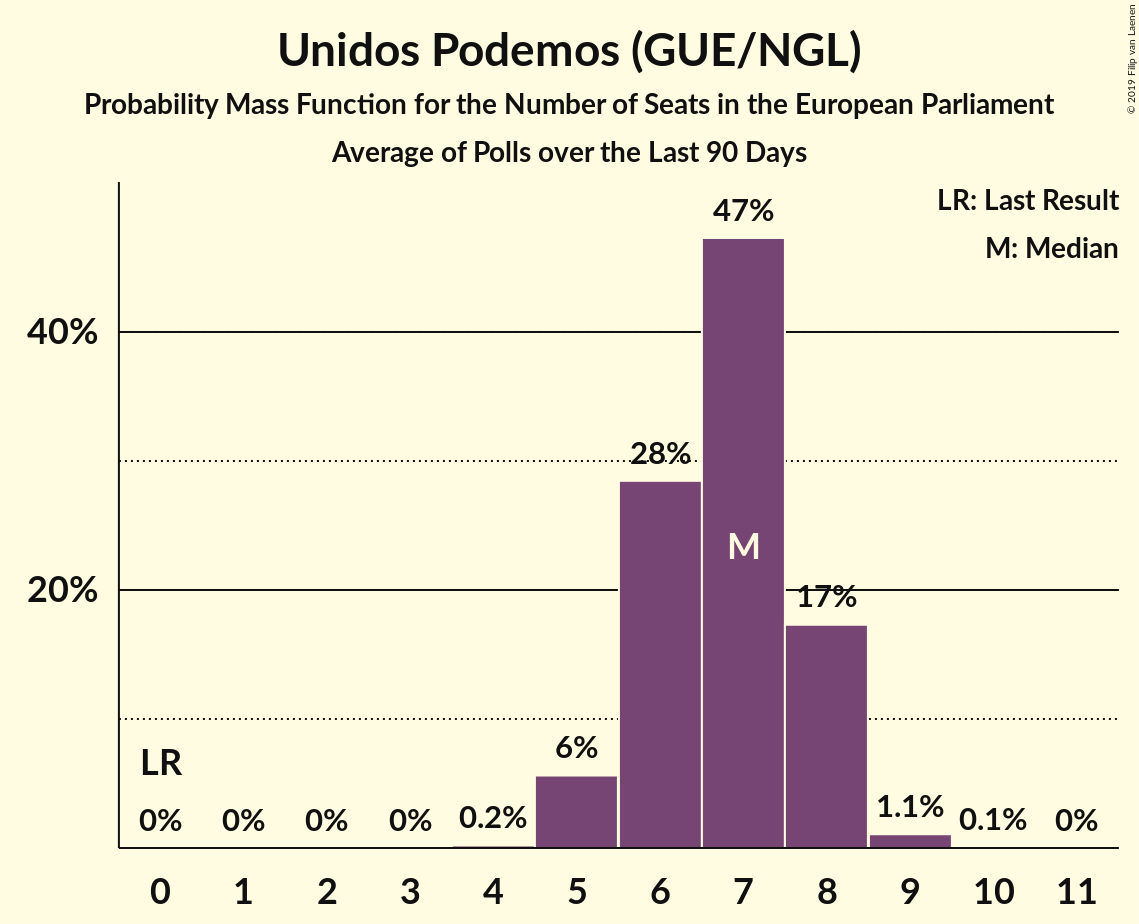 Unidos Podemos (GUE/NGL)
Probability Mass Function for the Number of Seats in the European Parliament
Average of Polls over the Last 90 Days
© 2019 Filip van Laenen
LR: Last Result
M: Median
47%
40%
28%
M
20%
17%
LR
6%
0% 0% 0% 0% 0.2% 1.1% 0.1% 0%
0 1 2 3 4 5 6 7 8 9 10 11